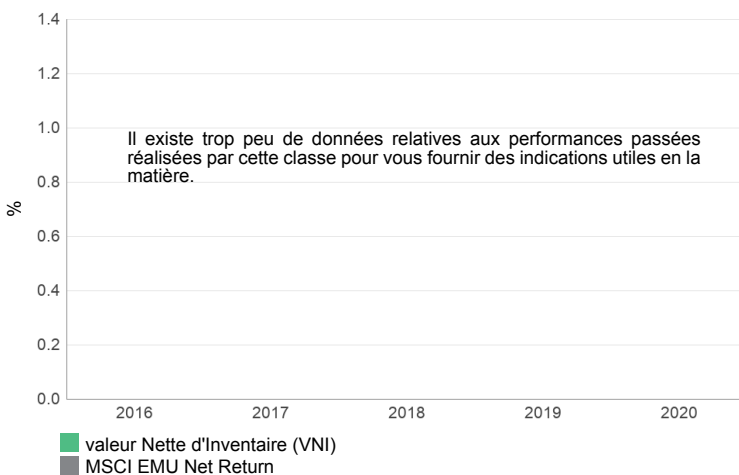 1.4
1.2
1.0
Il existe trop peu de données relatives aux performances passées
réalisées par cette classe pour vous fournir des indications utiles en la
matière.
0.8
%
0.6
0.4
0.2
0.0
2016 2017 2018 2019 2020
valeur Nette d'Inventaire (VNI)
MSCI EMU Net Return